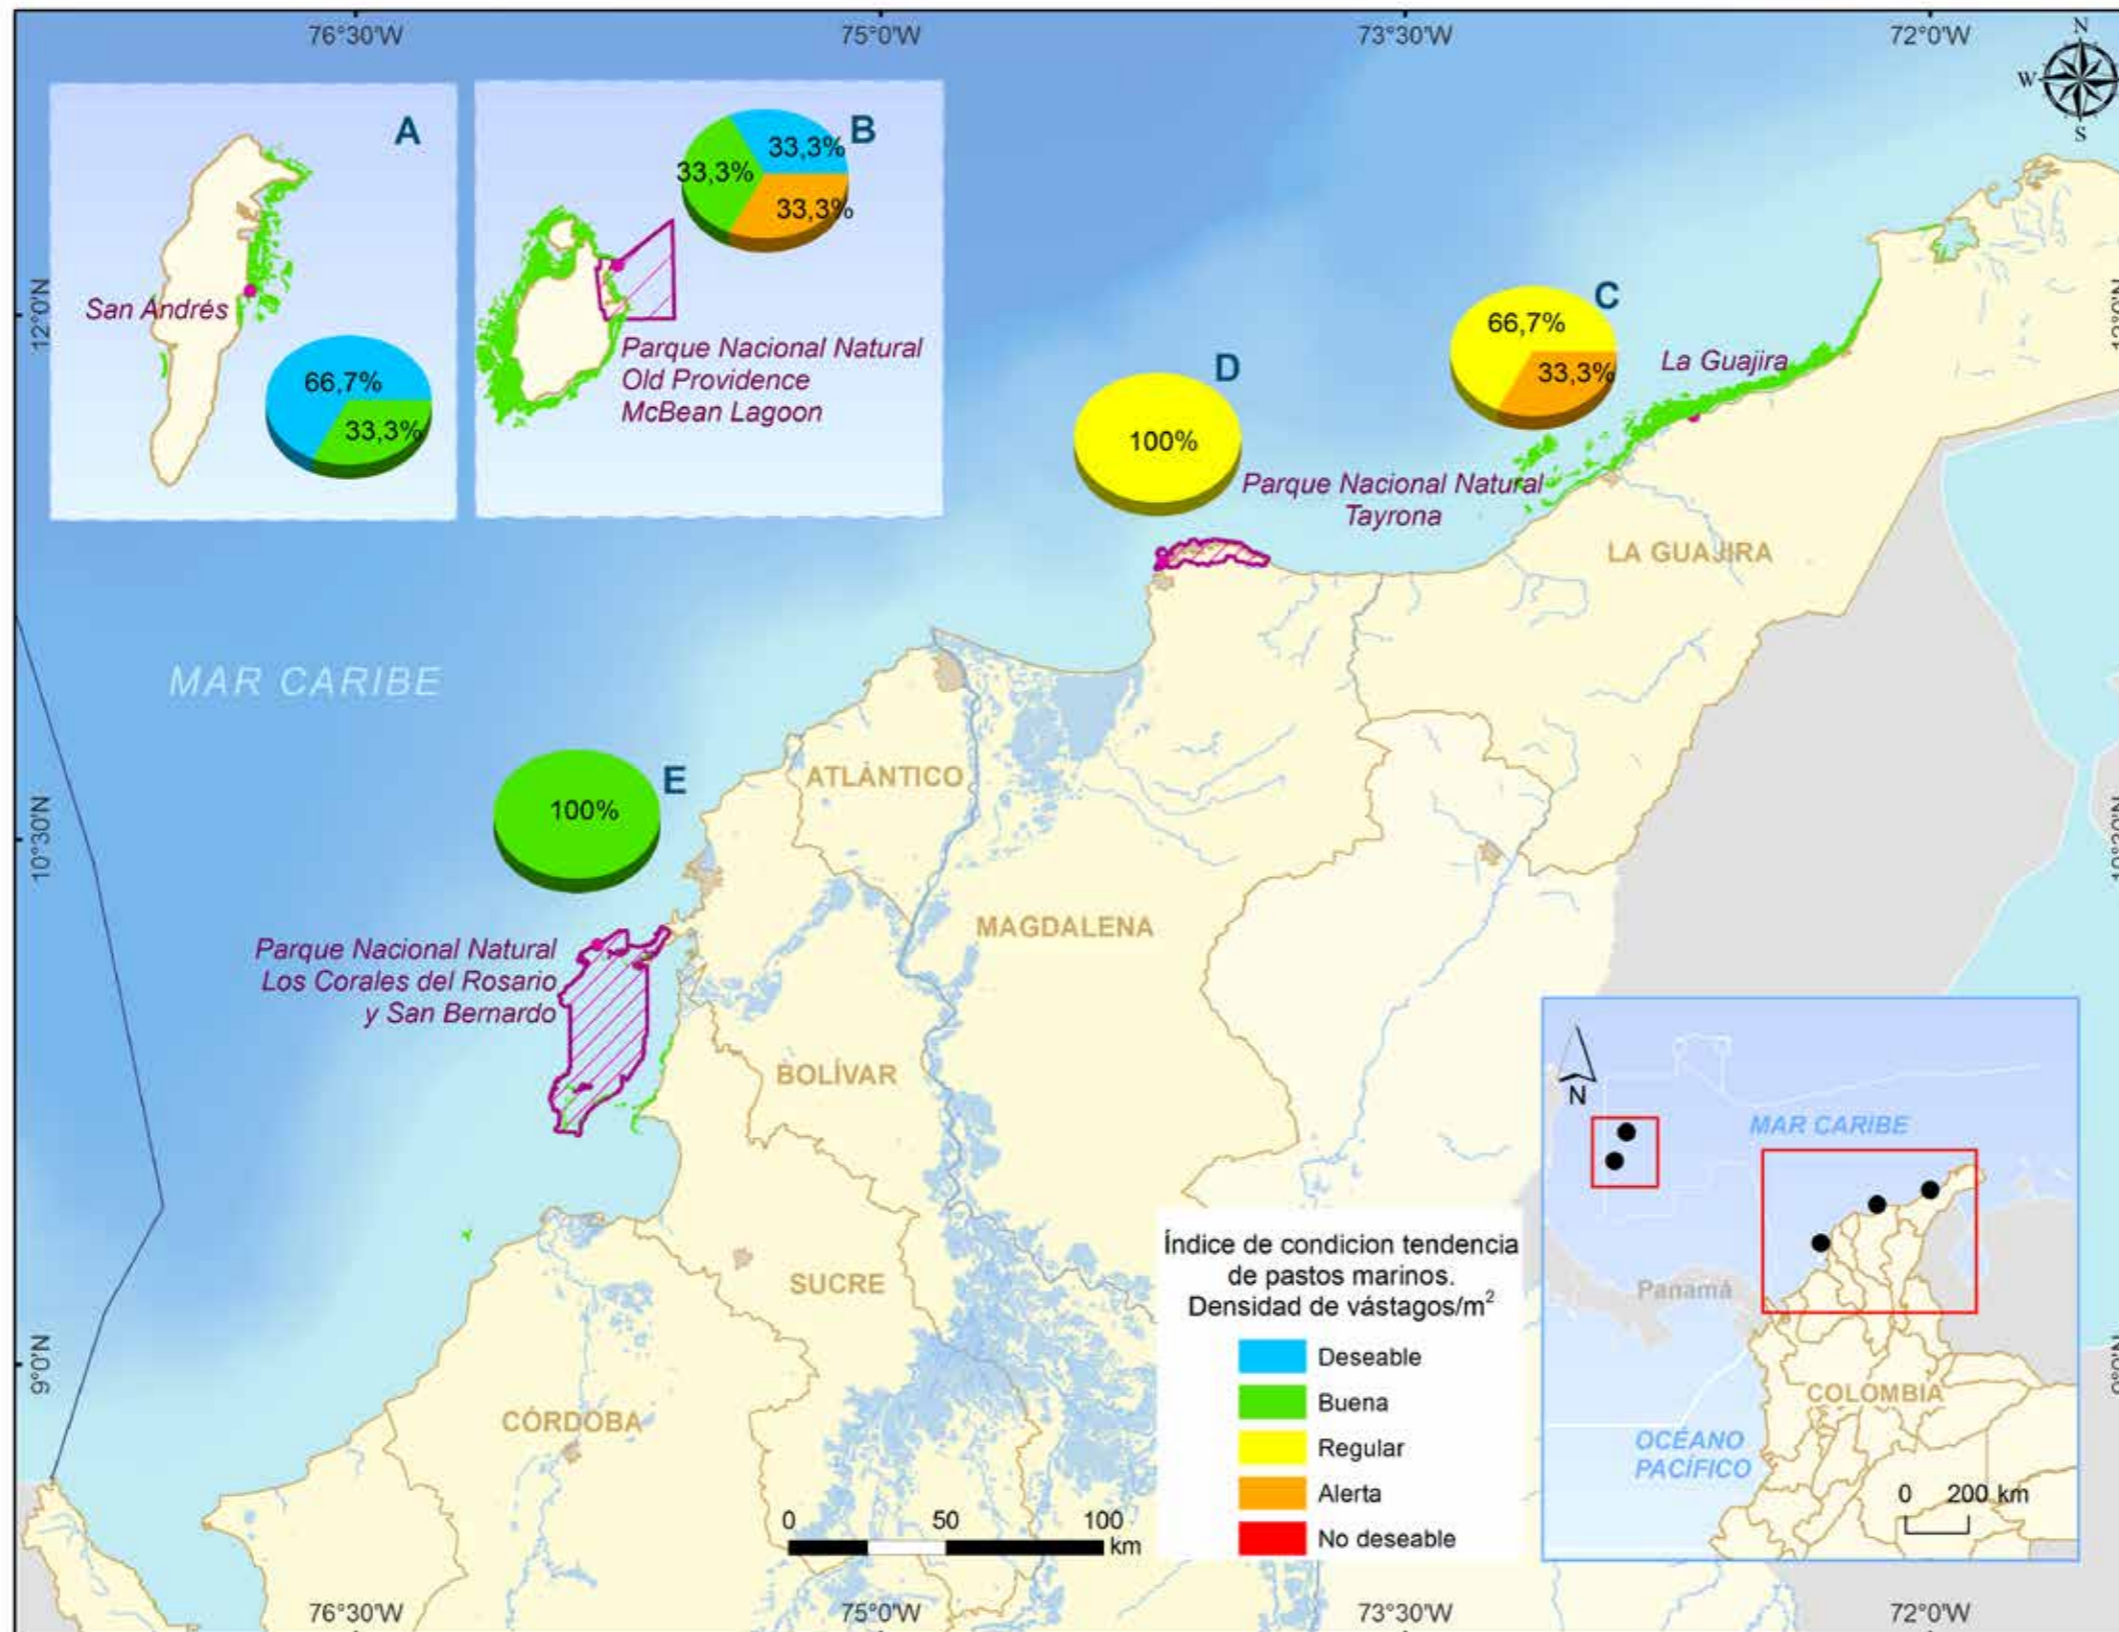 76°30'W
75°0'W
73°30'W
72°0'W
N
W
S
A
B
33,3%
33,3%
33,3%
San Andrés
66,7%
33,3%
Parque Nacional Natural
Old Providence
McBean Lagoon
C
66,7%
33,3%
La Guajira
D
100%
Parque Nacional Natural
Tayrona
12°0'N
LA GUAJIRA
MAR CARIBE
ATLÁNTICO
E
100%
10°30'N
MAGDALENA
Parque Nacional Natural
Los Corales del Rosario
y San Bernardo
BOLÍVAR
SUCRE
CÓRDOBA
9°0'N
Índice de condicion tendencia
de pastos marinos.
Densidad de vástagos/m²
Deseable
Buena
Regular
Alerta
No deseable
0 50 100
km
N
MAR CARIBE
Panamá
COLOMBIA
OCÉANO
PACÍFICO
0 200 km
76°30'W
75°0'W
73°30'W
72°0'W